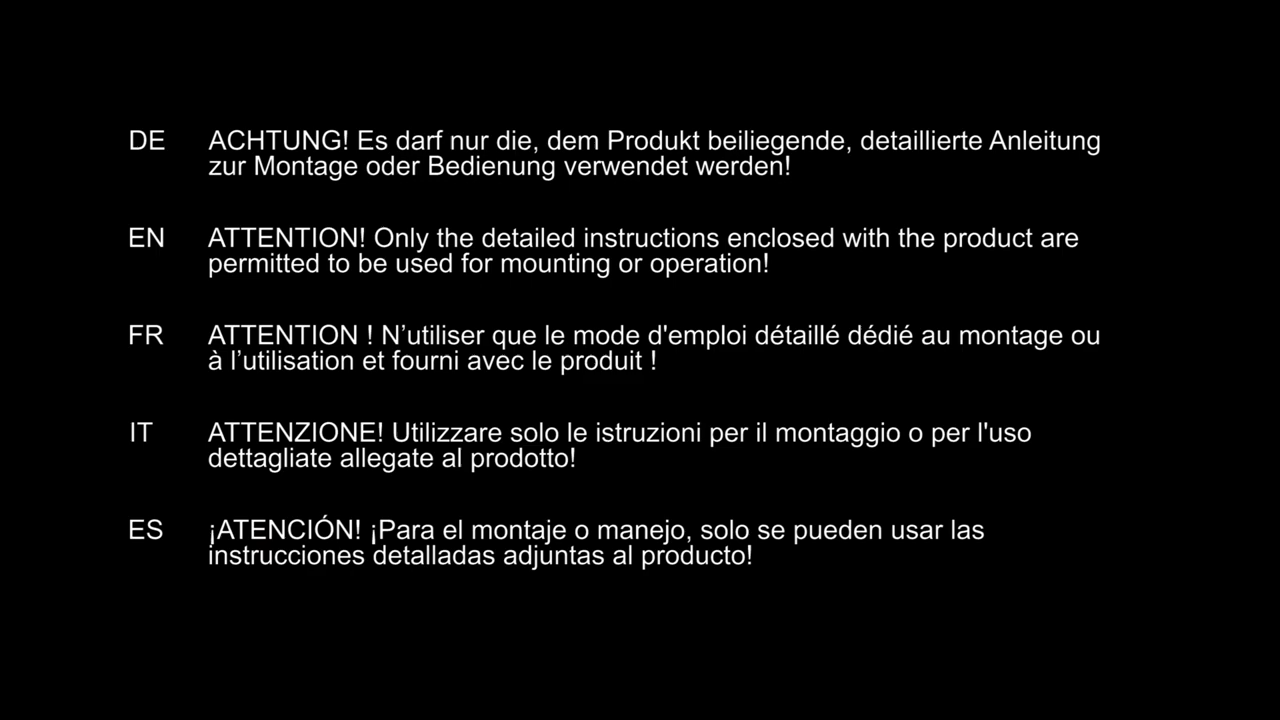 DE ACHTUNG! Es darf nur die, dem Produkt beiliegende, detaillierte Anleitung
zur Montage oder Bedienung verwendet werden!
EN ATTENTION! Only the detailed instructions enclosed with the product are
permitted to be used for mounting or operation!
FR ATTENTION ! N’utiliser que le mode d'emploi détaillé dédié au montage ou
à l’utilisation et fourni avec le produit !
IT ATTENZIONE! Utilizzare solo le istruzioni per il montaggio o per l'uso
dettagliate allegate al prodotto!
ES ¡ATENCIÓN! ¡Para el montaje o manejo, solo se pueden usar las
instrucciones detalladas adjuntas al producto!